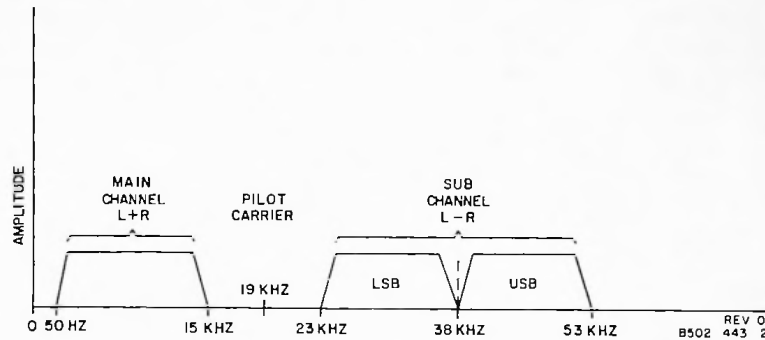 AMPLITUDE
MAIN
CHANNEL
L+R
PILOT
CARRIER
SUB
CHANNEL
L-R
19 KHZ
LSB
USB
0 50 HZ
15 KHZ
23 KHZ
38 KHZ
53 KHZ
REV 0
B502 443 2